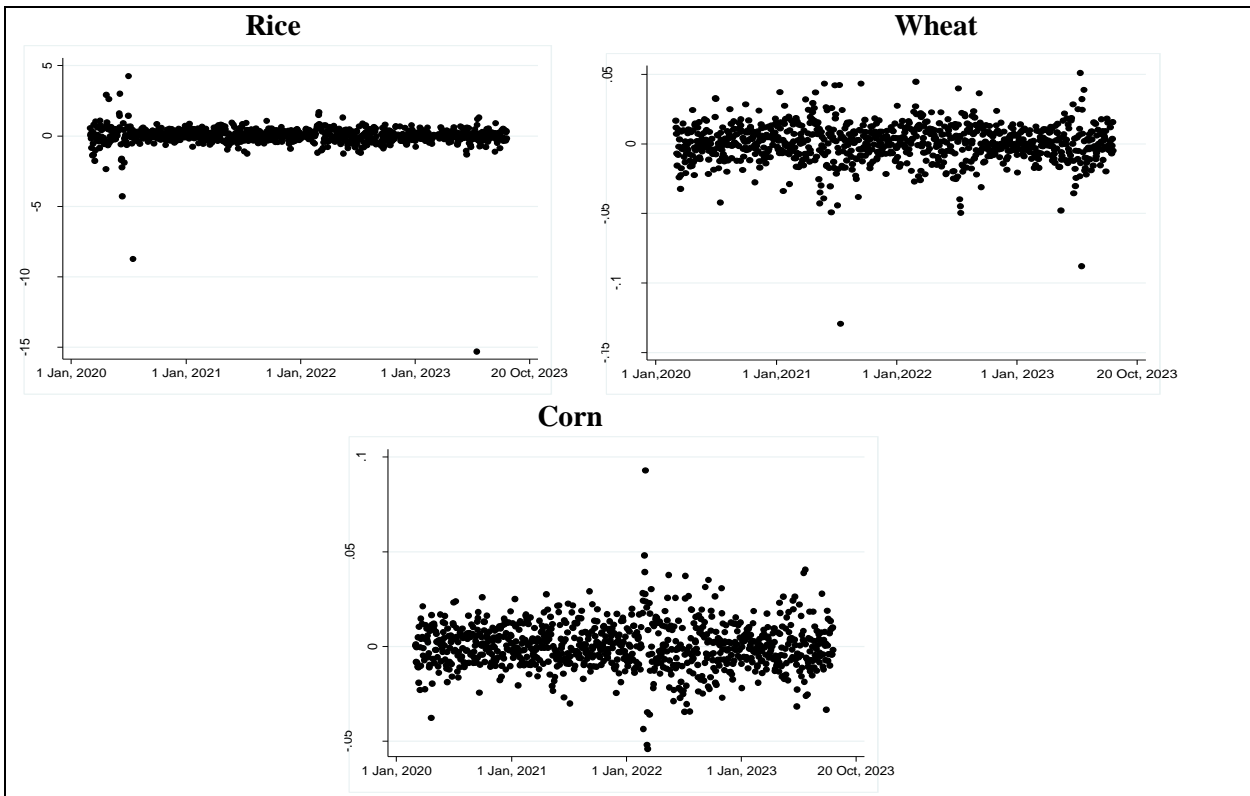 Rice
5
0
-5
-10
-15
1 Jan, 2020
1 Jan, 2021
1 Jan, 2022
1 Jan, 2023
20 Oct, 2023
Wheat
.05
0
-.05
-.1
-.15
1 Jan,2020
1 Jan,2021
1 Jan, 2022
1 Jan, 2023
20 Oct, 2023
Corn
.1
.05
0
-.05
1 Jan, 2020
1 Jan, 2021
1 Jan, 2022
1 Jan, 2023
20 Oct, 2023